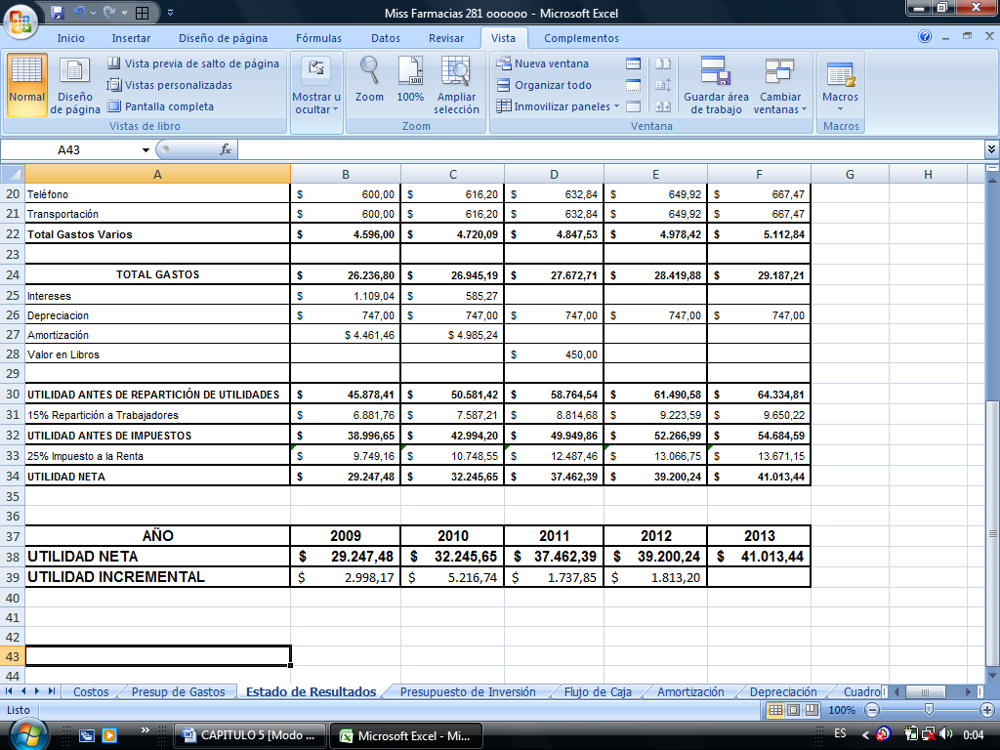 Miss Farmacias 281 oooooo - Microsoft Excel
Inicio Insertar Diseño de página Fórmulas Datos Revisar Vista Complementos
Normal
Diseño de página
Vista previa de salto de página
Vistas personalizadas
Pantalla completa
Vistas de libro
Mostrar u ocultar
Zoom
100%
Ampliar selección
Zoom
Nueva ventana
Organizar todo
Inmovilizar paneles
Guardar área de trabajo
Cambiar ventanas
Ventana
Macros
Macros
A43 fx
A B C D E F G H
20 Teléfono $ 600,00 $ 616,20 $ 632,84 $ 649,92 $ 667,47
21 Transportación $ 600,00 $ 616,20 $ 632,84 $ 649,92 $ 667,47
22 Total Gastos Varios $ 4.596,00 $ 4.720,09 $ 4.847,53 $ 4.978,42 $ 5.112,84
23
24 TOTAL GASTOS $ 26.236,80 $ 26.945,19 $ 27.672,71 $ 28.419,88 $ 29.187,21
25 Intereses $ 1.109,04 $ 585,27
26 Depreciacion $ 747,00 $ 747,00 $ 747,00 $ 747,00 $ 747,00
27 Amortización $ 4.461,46 $ 4.985,24
28 Valor en Libros $ 450,00
29
30 UTILIDAD ANTES DE REPARTICIÓN DE UTILIDADES $ 45.878,41 $ 50.581,42 $ 58.764,54 $ 61.490,58 $ 64.334,81
31 15% Repartición a Trabajadores $ 6.881,76 $ 7.587,21 $ 8.814,68 $ 9.223,59 $ 9.650,22
32 UTILIDAD ANTES DE IMPUESTOS $ 38.996,65 $ 42.994,20 $ 49.949,86 $ 52.266,99 $ 54.684,59
33 25% Impuesto a la Renta $ 9.749,16 $ 10.748,55 $ 12.487,46 $ 13.066,75 $ 13.671,15
34 UTILIDAD NETA $ 29.247,48 $ 32.245,65 $ 37.462,39 $ 39.200,24 $ 41.013,44
35
36
37 AÑO 2009 2010 2011 2012 2013
38 UTILIDAD NETA $ 29.247,48 $ 32.245,65 $ 37.462,39 $ 39.200,24 $ 41.013,44
39 UTILIDAD INCREMENTAL $ 2.998,17 $ 5.216,74 $ 1.737,85 $ 1.813,20
40
41
42
43
44
Costos Presup de Gastos Estado de Resultados Presupuesto de Inversión Flujo de Caja Amortización Depreciación Cuadro
Listo 100%
CAPITULO 5 [Modo ... Microsoft Excel - Mi... ES 0:04